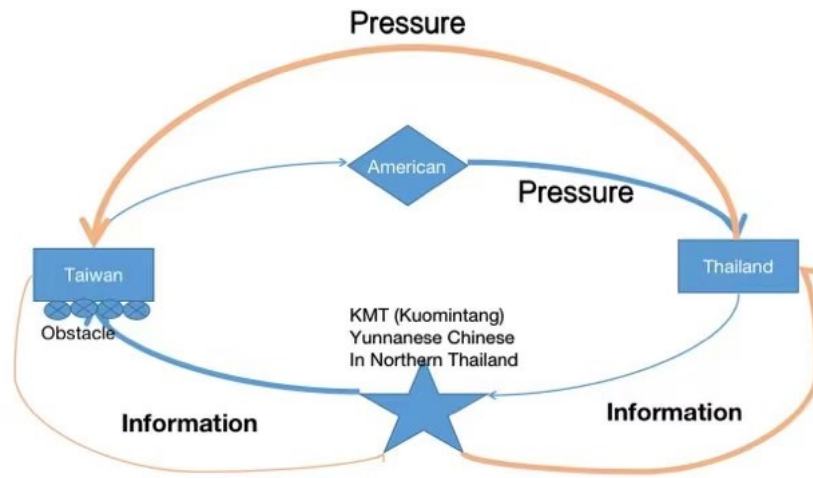 Pressure
American
Pressure
Taiwan
Thailand
Obstacle
KMT (Kuomintang)
Yunnanese Chinese
In Northern Thailand
Information
Information